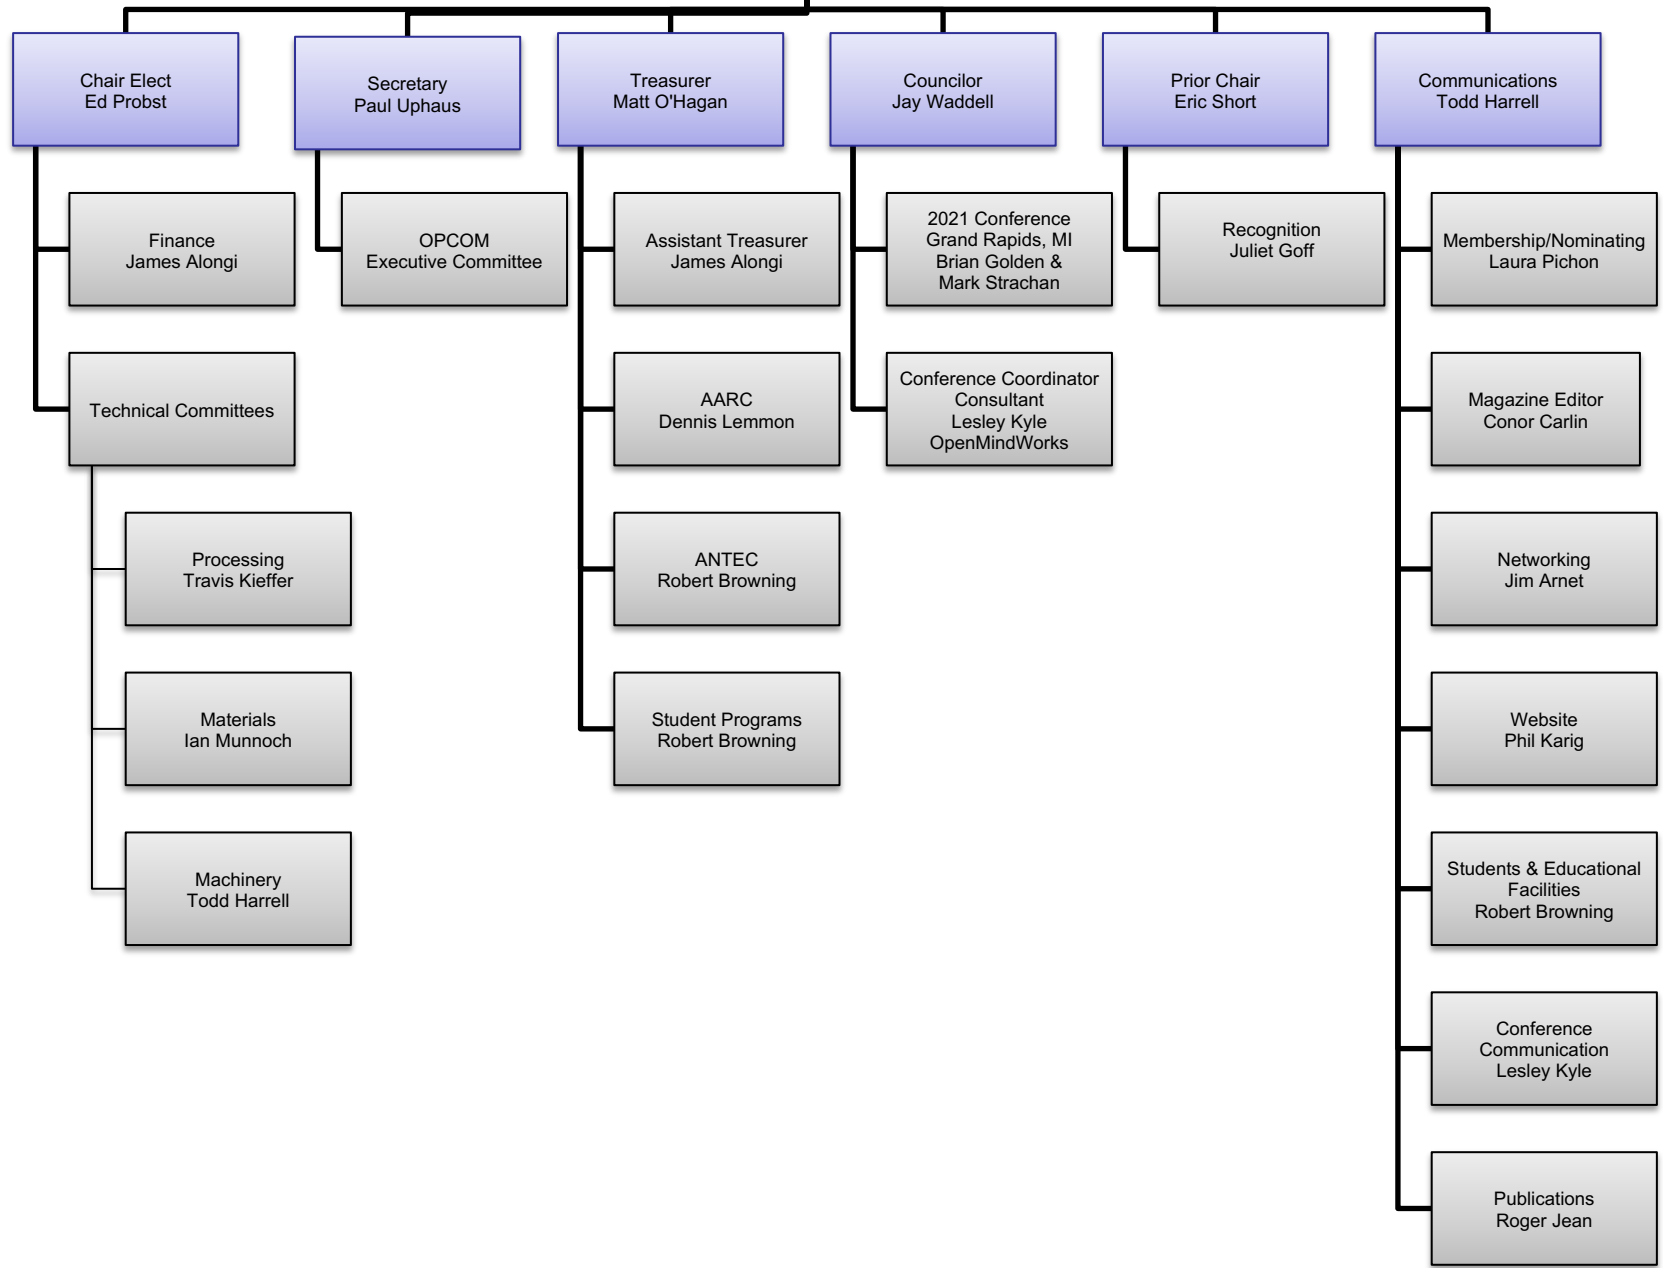 Chair Elect
Ed Probst
Secretary
Paul Uphaus
Treasurer
Matt O'Hagan
Councilor
Jay Waddell
Prior Chair
Eric Short
Communications
Todd Harrell
Finance
James Alongi
OPCOM
Executive Committee
Assistant Treasurer
James Alongi
2021 Conference
Grand Rapids, MI
Brian Golden &
Mark Strachan
Recognition
Juliet Goff
Membership/Nominating
Laura Pichon
Technical Committees
AARC
Dennis Lemmon
Conference Coordinator
Consultant
Lesley Kyle
OpenMindWorks
Magazine Editor
Conor Carlin
Processing
Travis Kieffer
ANTEC
Robert Browning
Networking
Jim Arnet
Materials
Ian Munnoch
Student Programs
Robert Browning
Website
Phil Karig
Machinery
Todd Harrell
Students & Educational
Facilities
Robert Browning
Conference
Communication
Lesley Kyle
Publications
Roger Jean